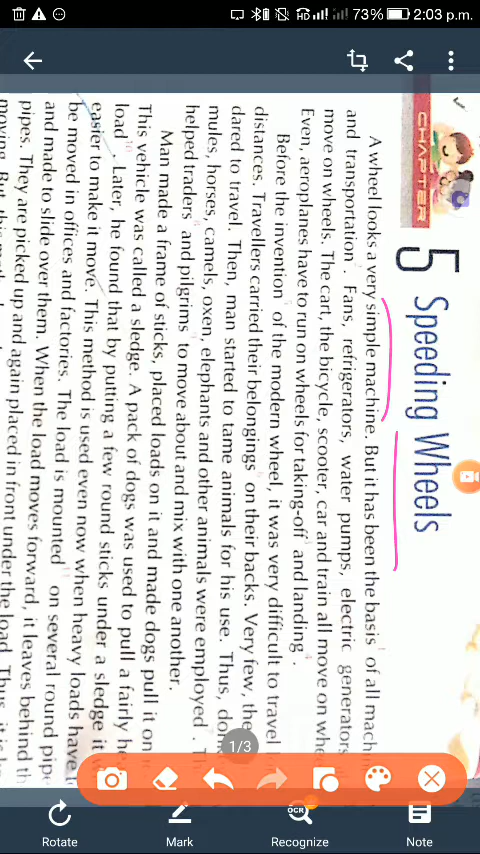 73% 2:03 p.m.
CHAPTER
5 Speeding Wheels
A wheel looks a very simple machine. But it has been the basis of all
and transportation. Fans, refrigerators, water pumps, electric generators
move on wheels. The cart, the bicycle, scooter, car and train all move on
Even, aeroplanes have to run on wheels for taking-off and landing.
Before the invention of the modern wheel, it was very difficult to travel
distances. Travellers carried their belongings on their backs. Very few,
dared to travel. Then, man started to tame animals for his use. Thus,
mules, horses, camels, oxen, elephants and other animals were employed.
helped traders and pilgrims to move about and mix with one another.
Man made a frame of sticks, placed loads on it and made dogs pull it on
This vehicle was called a sledge. A pack of dogs was used to pull a fairly
load. Later, he found that by putting a few round sticks under a sledge it
easier to make it move. This method is used even now when heavy loads have
be moved in offices and factories. The load is mounted on several round
and made to slide over them. When the load moves forward, it leaves behind
pipes. They are picked up and again placed in front under the load. Thus, it is
moving. But, this
1/3
Rotate
Mark
OCR
Recognize
Note